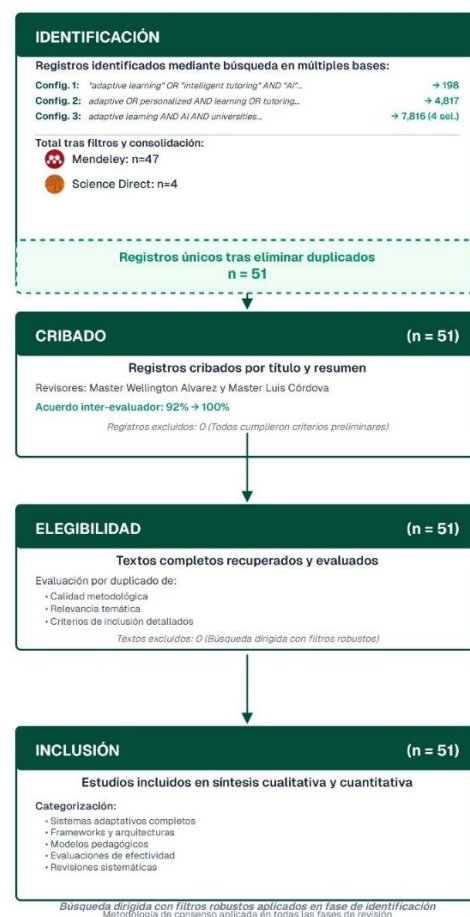 IDENTIFICACIÓN
Registros identificados mediante búsqueda en múltiples bases:
Config. 1: "adaptive learning" OR "intelligent tutoring" AND "AI"... → 198
Config. 2: adaptive OR personalized AND learning OR tutoring... → 4,817
Config. 3: adaptive learning AND AI AND universities... → 7,816 (4 sel.)
Total tras filtros y consolidación:
Mendeley: n=47
Science Direct: n=4
Registros únicos tras eliminar duplicados
n = 51
CRIBADO (n = 51)
Registros cribados por título y resumen
Revisores: Master Wellington Alvarez y Master Luis Córdova
Acuerdo inter-evaluador: 92% → 100%
Registros excluidos: 0 (Todos cumplieron criterios preliminares)
ELEGIBILIDAD (n = 51)
Textos completos recuperados y evaluados
Evaluación por duplicado de:
• Calidad metodológica
• Relevancia temática
• Criterios de inclusión detallados
Textos excluidos: 0 (Búsqueda dirigida con filtros robustos)
INCLUSIÓN (n = 51)
Estudios incluidos en síntesis cualitativa y cuantitativa
Categorización:
• Sistemas adaptativos completos
• Frameworks y arquitecturas
• Modelos pedagógicos
• Evaluaciones de efectividad
• Revisiones sistemáticas
Búsqueda dirigida con filtros robustos aplicados en fase de identificación
Metodología de consenso aplicada en todas las fases de revisión